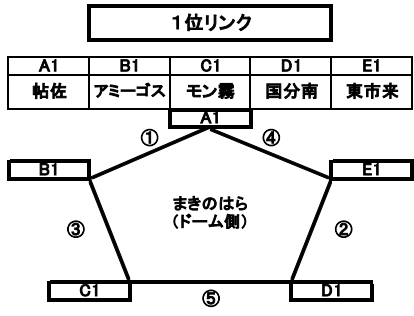 １位リンク
A1 B1 C1 D1 E1
帖佐 アミーゴス モン霧 国分南 東市来
A1
① ④
B1 E1
まきのはら
（ドーム側）
③ ②
C1 D1
⑤